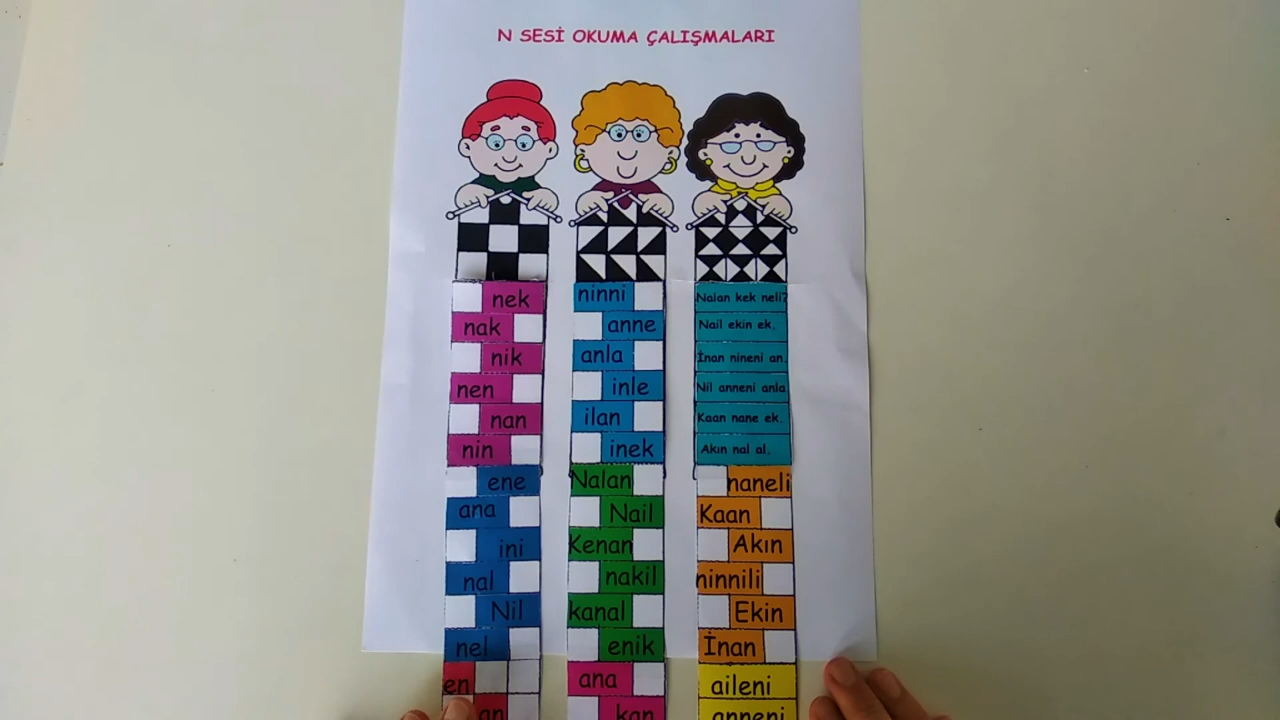 N SESİ OKUMA ÇALIŞMALARI
nek
nak
nik
nen
nan
nin
ene
ana
ini
nal
Nil
nel
en
an
ninni
anne
anla
inle
ilan
inek
Nalan
Nail
Kenan
nakil
kanal
enik
ana
kan
Nalan kek neli?
Nail ekin ek.
İnan nineni an.
Nil anneni anla
Kaan nane ek.
Akın nal al.
naneli
Kaan
Akın
ninnili
Ekin
İnan
aileni
anneni